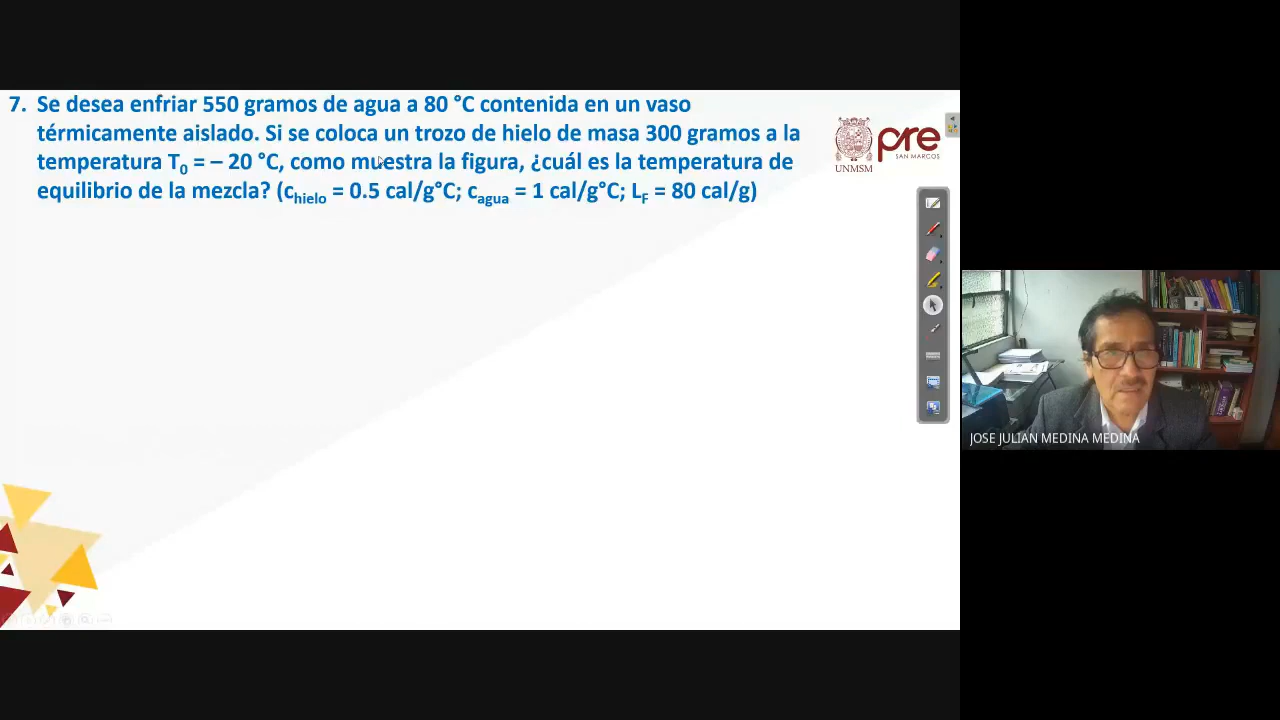 7. Se desea enfriar 550 gramos de agua a 80 °C contenida en un vaso
térmicamente aislado. Si se coloca un trozo de hielo de masa 300 gramos a la
temperatura T₀ = – 20 °C, como muestra la figura, ¿cuál es la temperatura de
equilibrio de la mezcla? (c_hielo = 0.5 cal/g°C; c_agua = 1 cal/g°C; L_F = 80 cal/g)
UNMSM
pre
SAN MARCOS
JOSE JULIAN MEDINA MEDINA